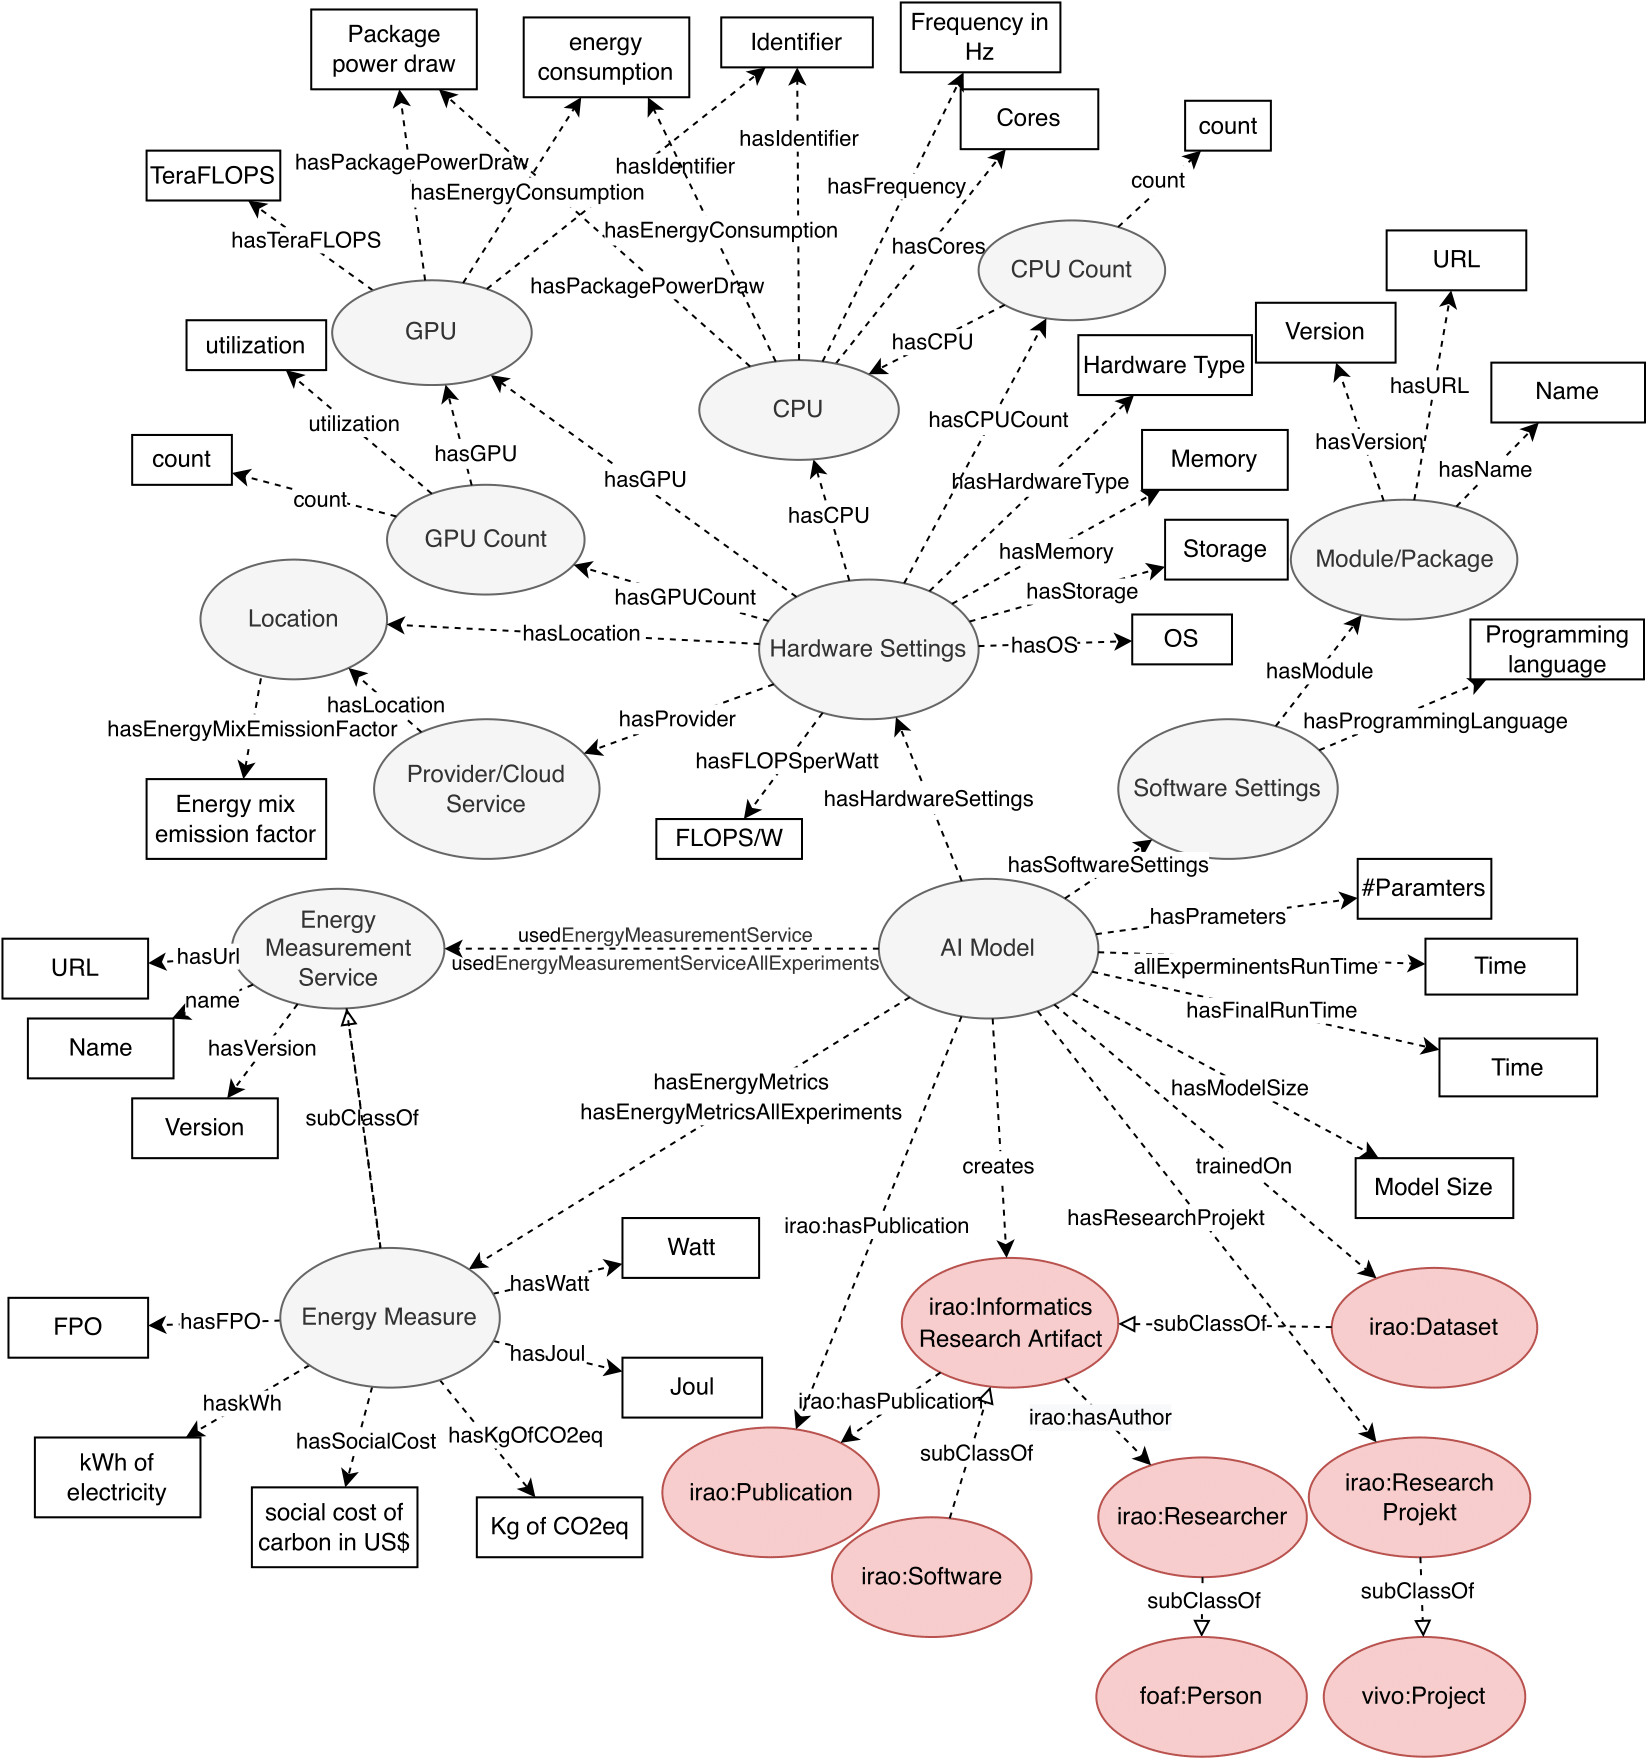 Package
power draw
energy
consumption
Identifier
Frequency in
Hz
Cores
count
hasIdentifier
hasPackagePowerDraw
hasIdentifier
TeraFLOPS
hasEnergyConsumption
hasFrequency
count
hasTeraFLOPS
hasEnergyConsumption
hasCores
CPU Count
URL
hasPackagePowerDraw
GPU
utilization
hasCPU
Version
Hardware Type
hasURL
Name
CPU
utilization
hasCPUCount
hasVersion
count
hasGPU
hasGPU
Memory
hasName
count
hasHardwareType
hasCPU
GPU Count
hasMemory
Storage
Module/Package
hasGPUCount
hasStorage
Location
hasLocation
Hardware Settings
hasOS
OS
Programming
language
hasModule
hasLocation
hasProvider
hasProgrammingLanguage
hasEnergyMixEmissionFactor
hasFLOPSperWatt
Provider/Cloud
Service
Software Settings
hasHardwareSettings
Energy mix
emission factor
FLOPS/W
hasSoftwareSettings
#Paramters
hasPrameters
Energy
Measurement
Service
usedEnergyMeasurementService
usedEnergyMeasurementServiceAllExperiments
AI Model
hasUrl
URL
allExperminentsRunTime
Time
name
hasFinalRunTime
Name
hasVersion
Time
hasEnergyMetrics
hasEnergyMetricsAllExperiments
hasModelSize
subClassOf
Version
creates
trainedOn
Model Size
irao:hasPublication
hasResearchProjekt
Watt
hasWatt
FPO
hasFPO
Energy Measure
irao:Informatics
Research Artifact
subClassOf
irao:Dataset
hasJoul
Joul
haskWh
irao:hasPublication
irao:hasAuthor
hasSocialCost
hasKgOfCO2eq
subClassOf
kWh of
electricity
irao:Publication
irao:Research
Projekt
social cost of
carbon in US$
Kg of CO2eq
irao:Researcher
irao:Software
subClassOf
subClassOf
foaf:Person
vivo:Project